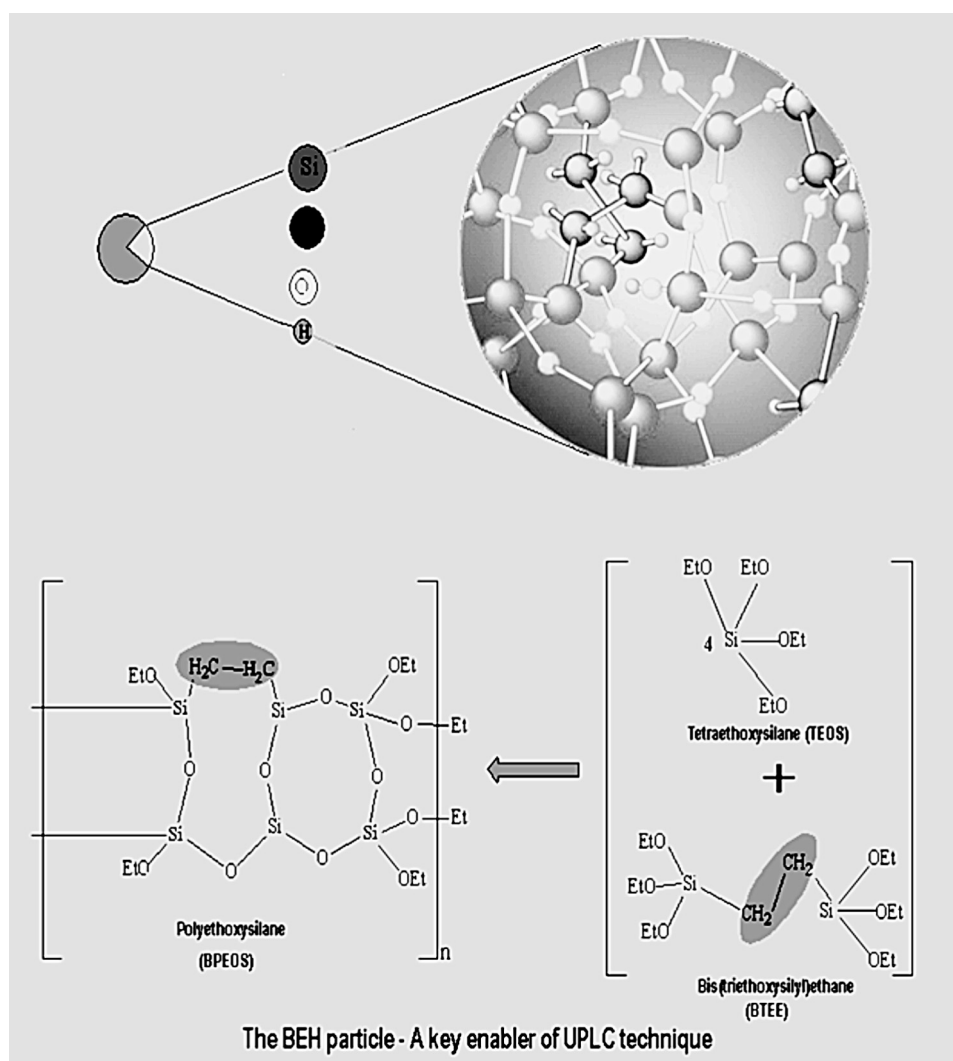 Si
O
H
EtO
H₂C—H₂C
OEt
Si
Si
O
Si
O
Et
O
O
O
Si
Si
Si
O
Et
EtO
O
O
OEt
Polyethoxysilane
(BPEOS)
n
EtO
EtO
4
Si
OEt
EtO
Tetraethoxysilane (TEOS)
+
EtO
EtO
Si
EtO
CH₂
CH₂
Si
OEt
OEt
OEt
Bis(triethoxysilyl)ethane
(BTEE)
The BEH particle - A key enabler of UPLC technique